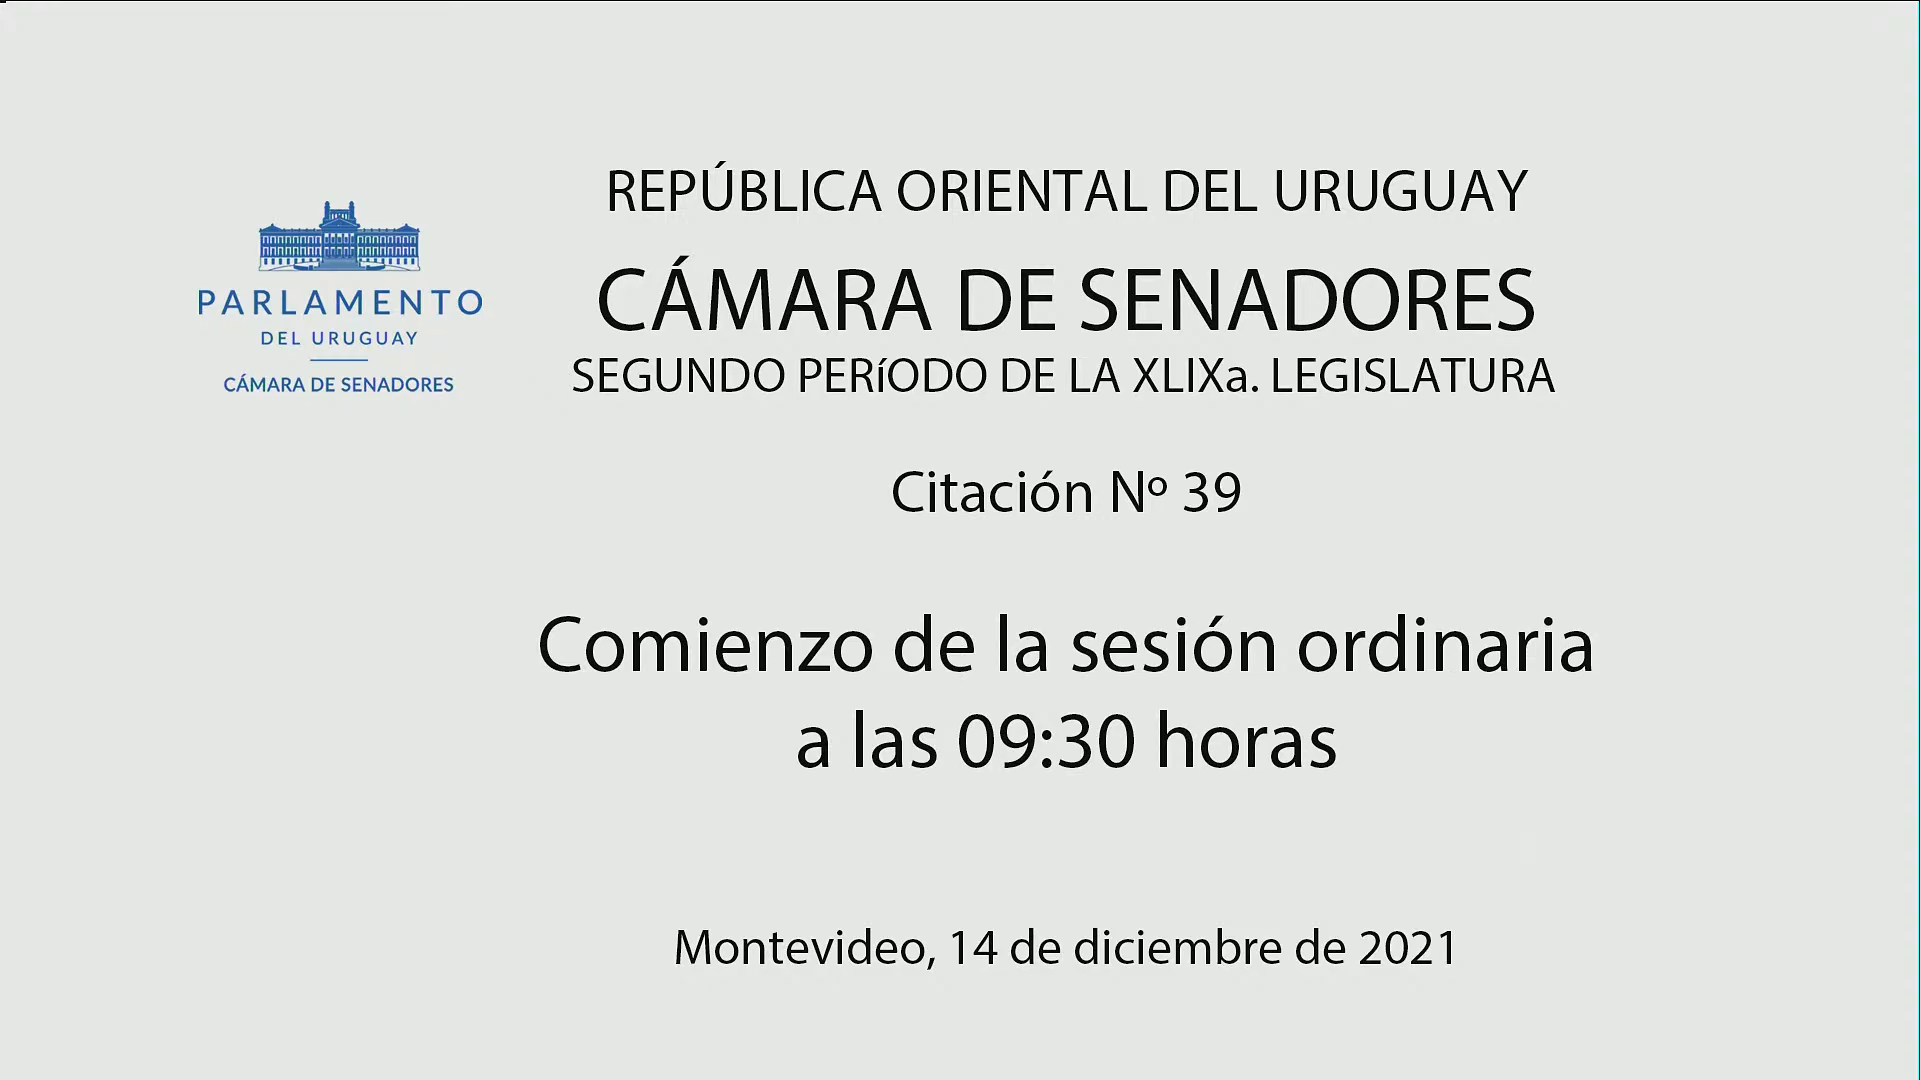 REPÚBLICA ORIENTAL DEL URUGUAY
CÁMARA DE SENADORES
SEGUNDO PERíODO DE LA XLIXa. LEGISLATURA
PARLAMENTO
DEL URUGUAY
CÁMARA DE SENADORES
Citación Nº 39
Comienzo de la sesión ordinaria
a las 09:30 horas
Montevideo, 14 de diciembre de 2021